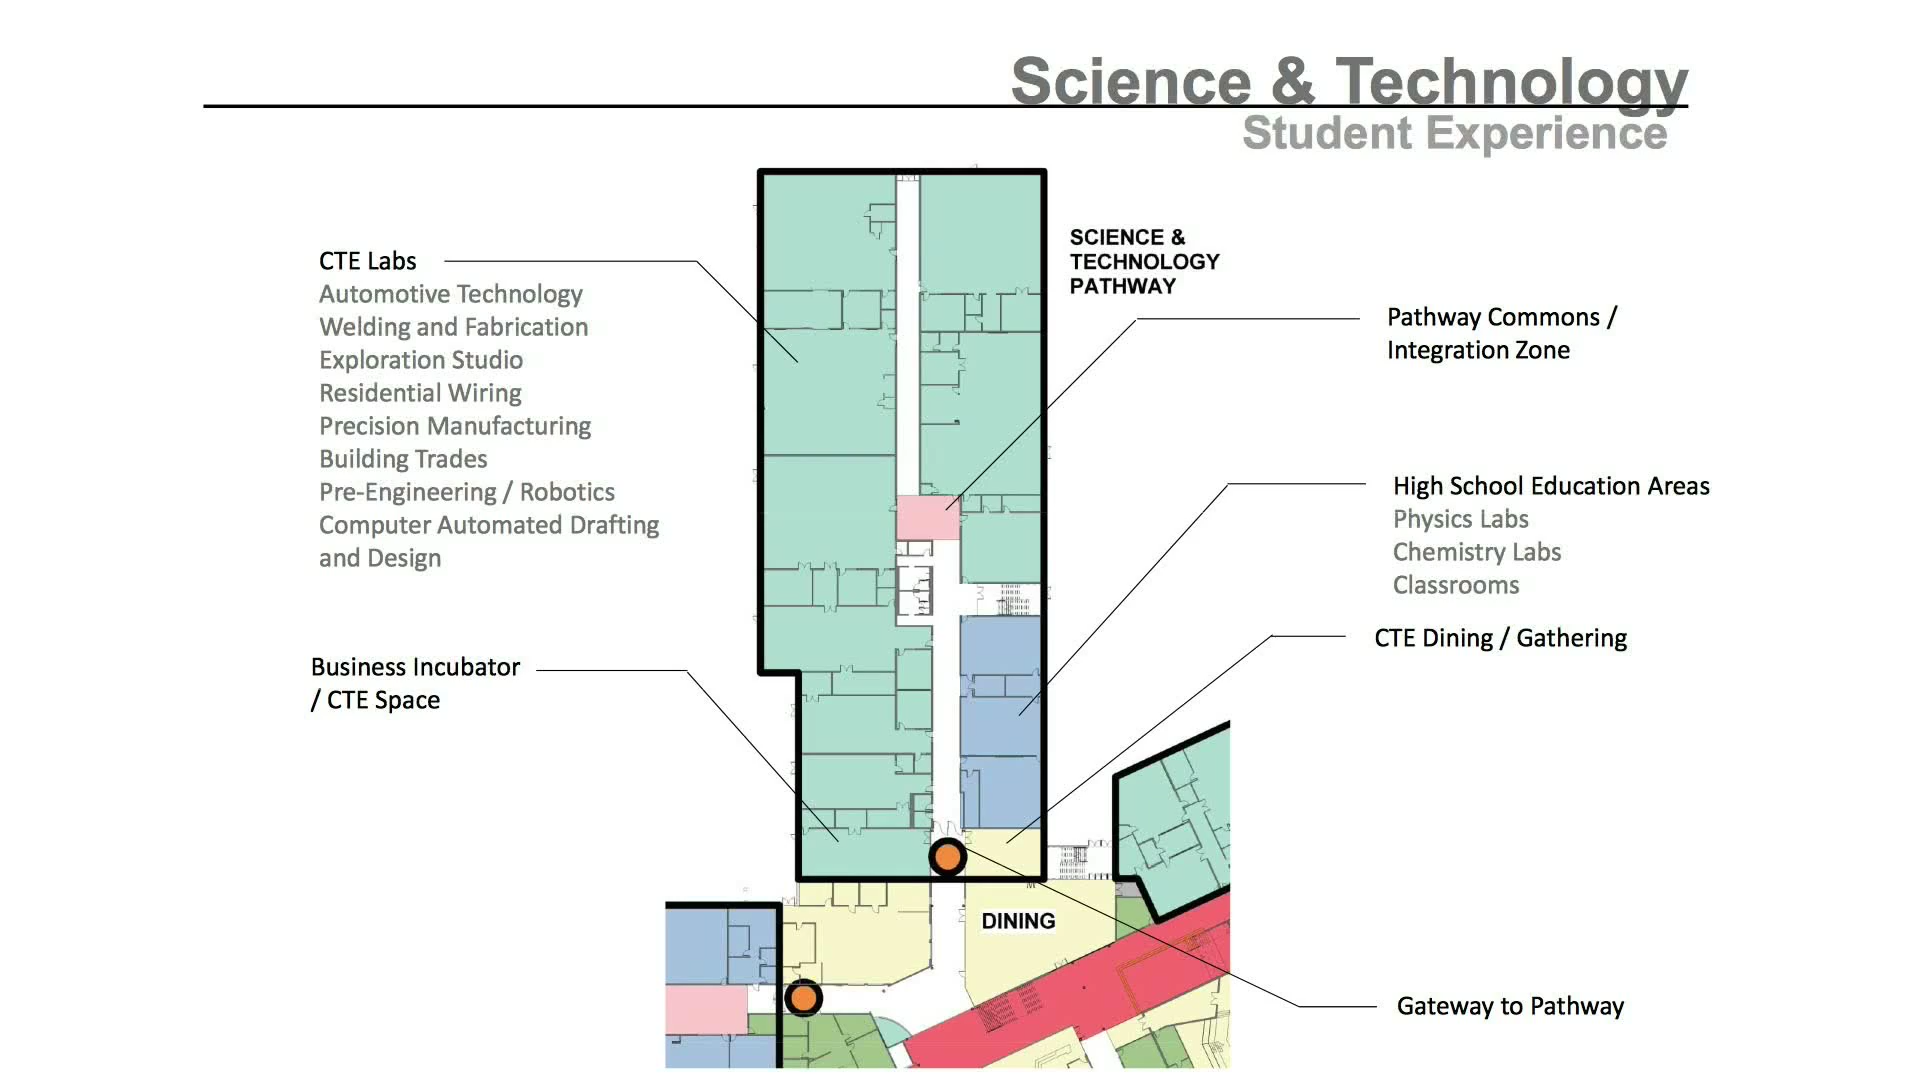 Science & Technology
Student Experience
SCIENCE &
TECHNOLOGY
PATHWAY
CTE Labs
Automotive Technology
Welding and Fabrication
Exploration Studio
Residential Wiring
Precision Manufacturing
Building Trades
Pre-Engineering / Robotics
Computer Automated Drafting
and Design
Pathway Commons /
Integration Zone
High School Education Areas
Physics Labs
Chemistry Labs
Classrooms
CTE Dining / Gathering
Business Incubator
/ CTE Space
DINING
Gateway to Pathway